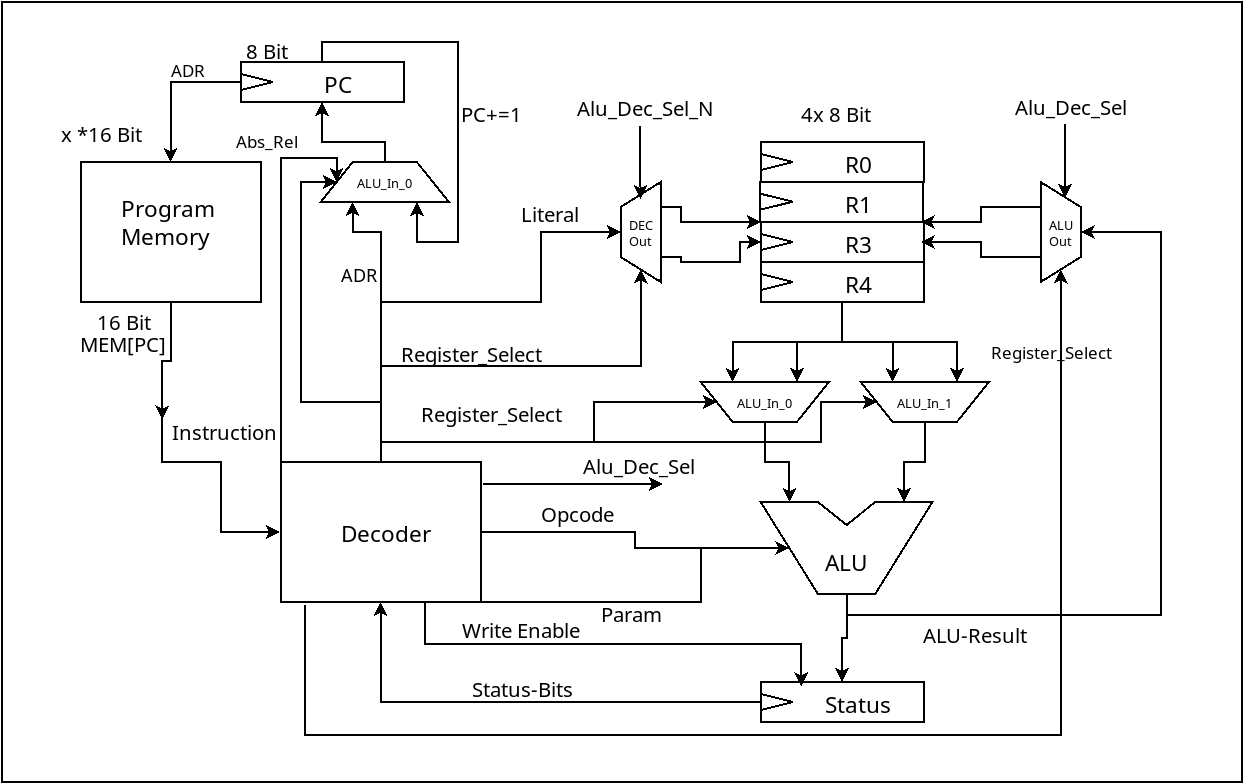 8 Bit
ADR
PC
PC+=1
Alu_Dec_Sel_N
4x 8 Bit
Alu_Dec_Sel
x *16 Bit
Abs_Rel
R0
ALU_In_0
Program
Memory
R1
Literal
DEC
Out
ALU
Out
R3
ADR
R4
16 Bit
MEM[PC]
Register_Select
Register_Select
ALU_In_0
ALU_In_1
Register_Select
Instruction
Alu_Dec_Sel
Opcode
Decoder
ALU
Param
Write Enable
ALU-Result
Status-Bits
Status